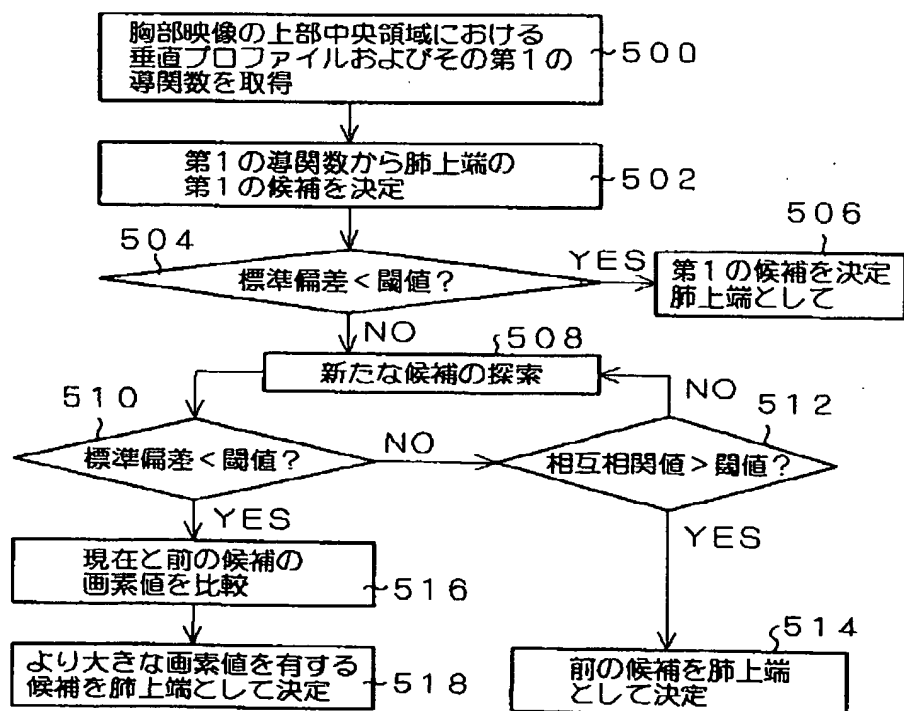 胸部映像の上部中央領域における
垂直プロファイルおよびその第1の
導関数を取得
500
第1の導関数から肺上端の
第1の候補を決定
502
504
標準偏差<閾値?
YES
506
第1の候補を決定
肺上端として
NO
508
新たな候補の探索
510
標準偏差<閾値?
NO
NO
512
相互相関値>閾値?
YES
YES
現在と前の候補の
画素値を比較
516
より大きな画素値を有する
候補を肺上端として決定
518
514
前の候補を肺上端
として決定